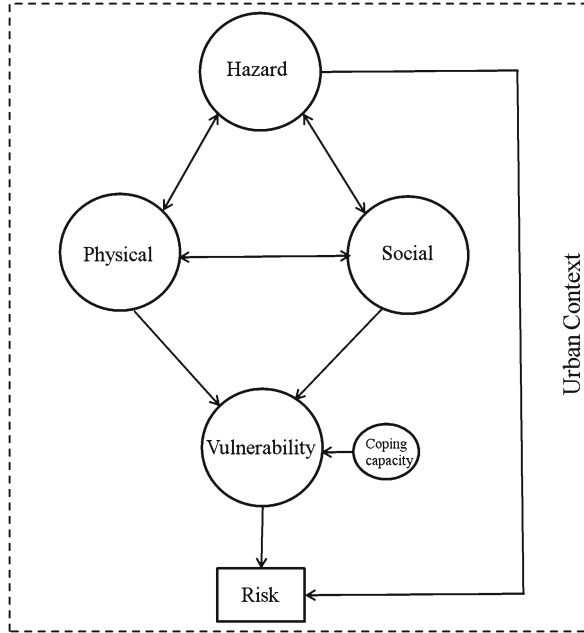 Hazard
Physical
Social
Urban Context
Vulnerability
Coping
capacity
Risk